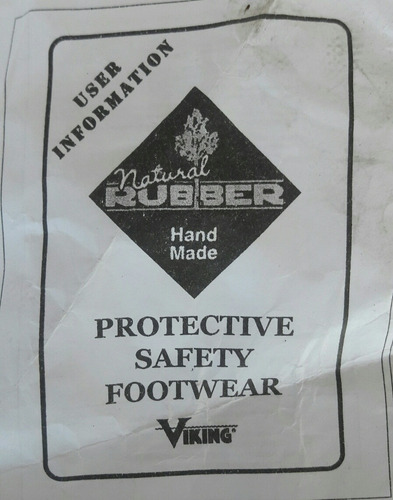 USER
INFORMATION
Natural
RUBBER
Hand
Made
PROTECTIVE
SAFETY
FOOTWEAR
VIKING®